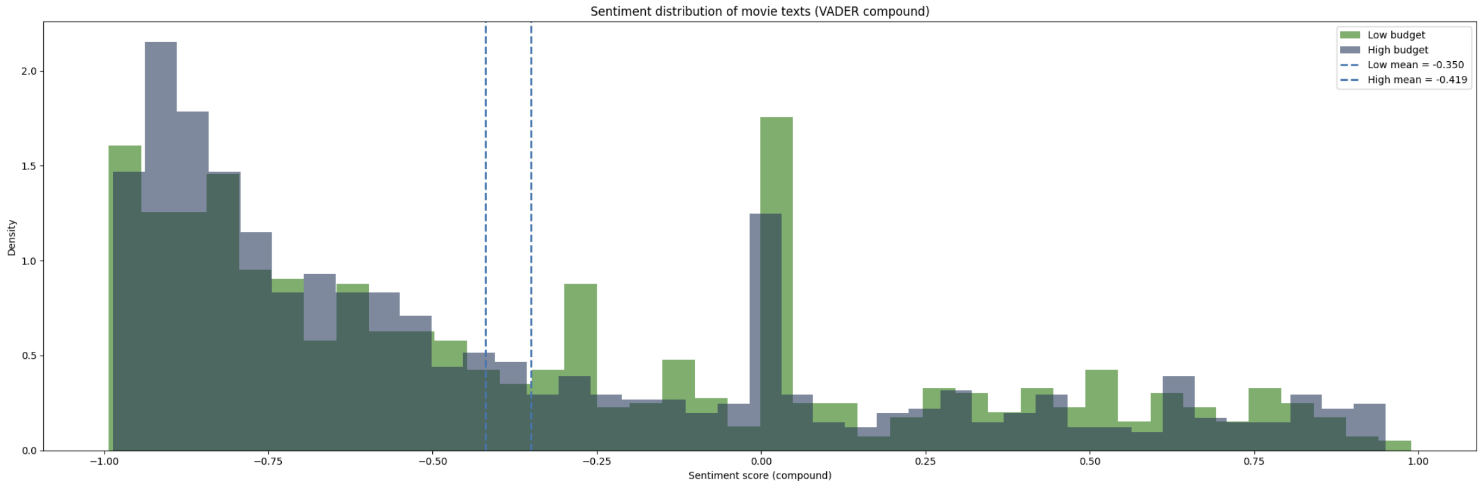 Sentiment distribution of movie texts (VADER compound)
Low budget
High budget
Low mean = -0.350
High mean = -0.419
Density
2.0
1.5
1.0
0.5
0.0
−1.00 −0.75 −0.50 −0.25 0.00 0.25 0.50 0.75 1.00
Sentiment score (compound)